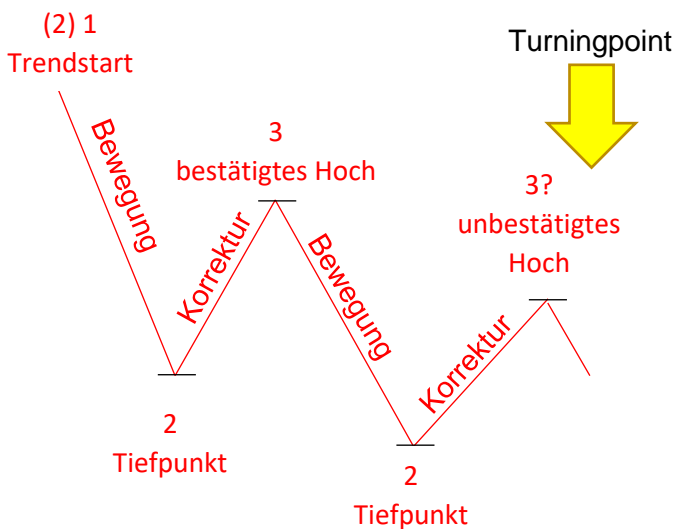 (2) 1
Trendstart
Turningpoint
Bewegung
3
bestätigtes Hoch
Korrektur
Bewegung
3?
unbestätigtes
Hoch
Korrektur
2
Tiefpunkt
2
Tiefpunkt